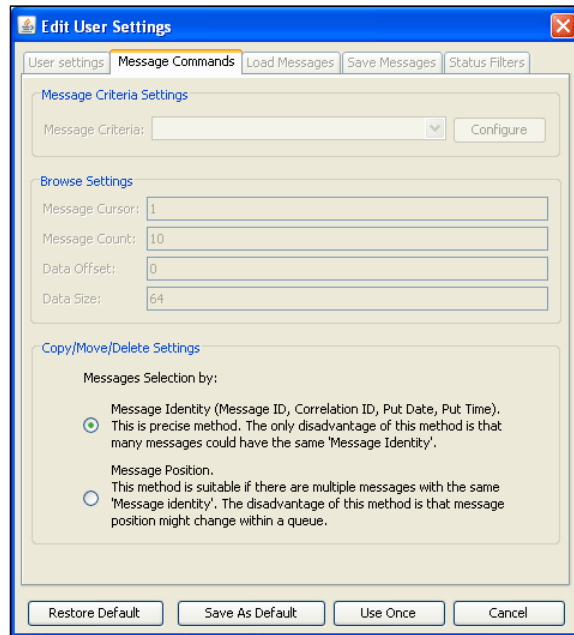 Edit User Settings
User settings Message Commands Load Messages Save Messages Status Filters
Message Criteria Settings
Message Criteria: Configure
Browse Settings
Message Cursor: 1
Message Count: 10
Data Offset: 0
Data Size: 64
Copy/Move/Delete Settings
Messages Selection by:
Message Identity (Message ID, Correlation ID, Put Date, Put Time).
This is precise method. The only disadvantage of this method is that
many messages could have the same 'Message Identity'.
Message Position.
This method is suitable if there are multiple messages with the same
'Message identity'. The disadvantage of this method is that message
position might change within a queue.
Restore Default Save As Default Use Once Cancel